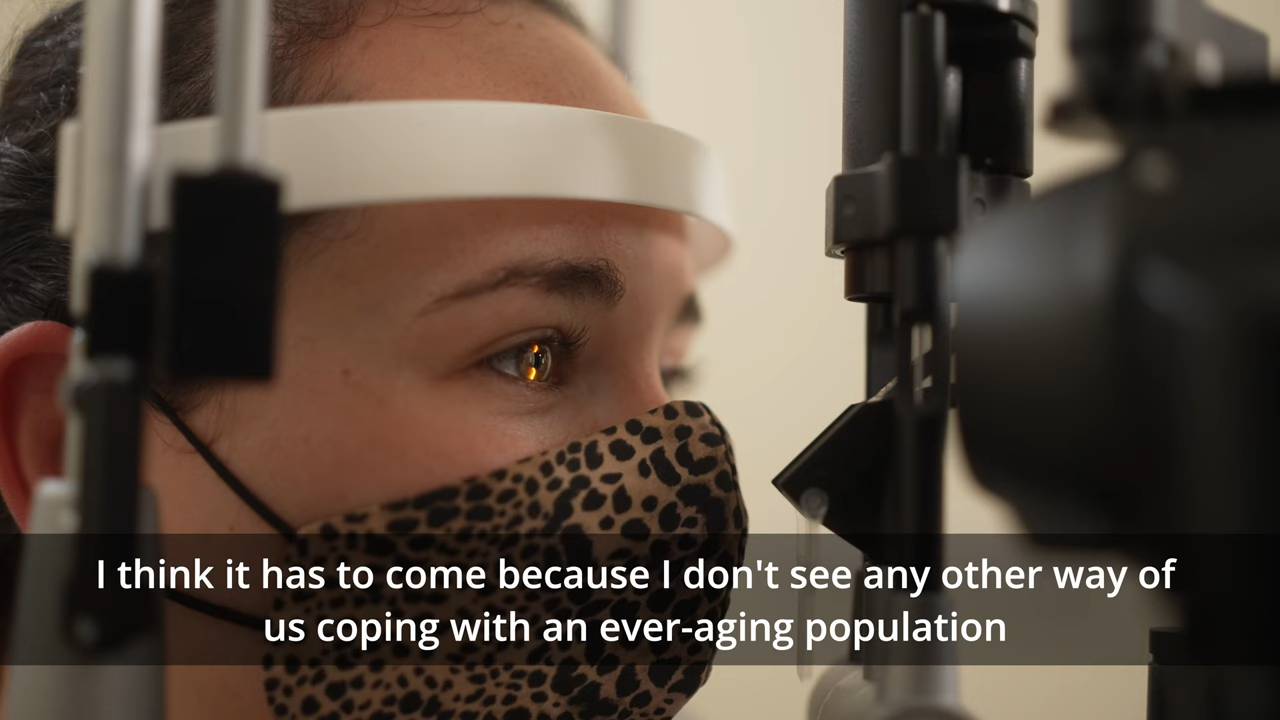 I think it has to come because I don't see any other way of
us coping with an ever-aging population